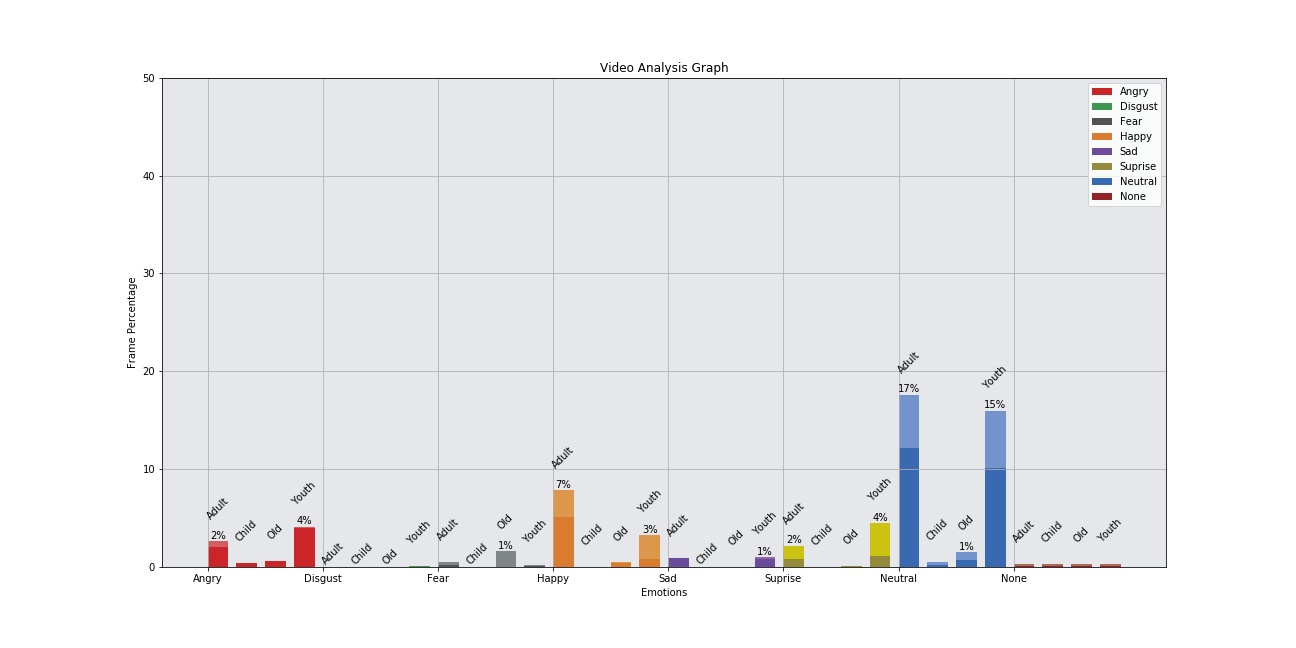 Video Analysis Graph
50
40
30
20
10
0
Frame Percentage
Angry
Disgust
Fear
Happy
Sad
Suprise
Neutral
None
Adult
2%
Child
Old
Youth
4%
Adult
Child
Old
Youth
Adult
Child
Old
1%
Youth
Adult
7%
Child
Old
Youth
3%
Adult
Child
Old
Youth
1%
Adult
2%
Child
Old
Youth
4%
Adult
17%
Child
Old
1%
Youth
15%
Adult
Child
Old
Youth
Angry Disgust Fear Happy Sad Suprise Neutral None
Emotions